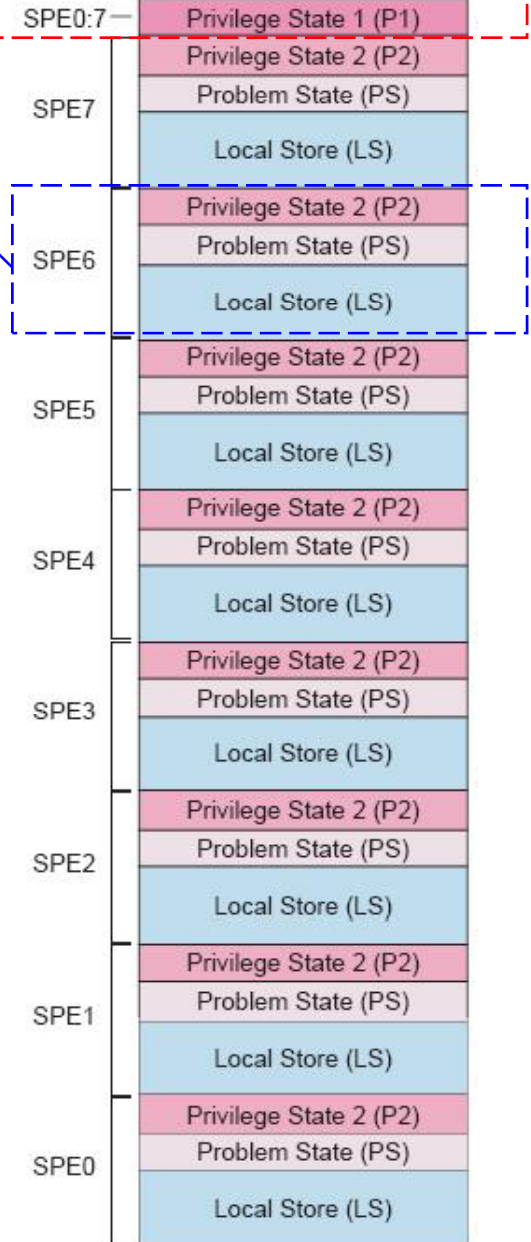 SPE0:7
Privilege State 1 (P1)
Privilege State 2 (P2)
SPE7
Problem State (PS)
Local Store (LS)
Privilege State 2 (P2)
SPE6
Problem State (PS)
Local Store (LS)
Privilege State 2 (P2)
SPE5
Problem State (PS)
Local Store (LS)
Privilege State 2 (P2)
SPE4
Problem State (PS)
Local Store (LS)
Privilege State 2 (P2)
SPE3
Problem State (PS)
Local Store (LS)
Privilege State 2 (P2)
SPE2
Problem State (PS)
Local Store (LS)
Privilege State 2 (P2)
SPE1
Problem State (PS)
Local Store (LS)
Privilege State 2 (P2)
SPE0
Problem State (PS)
Local Store (LS)